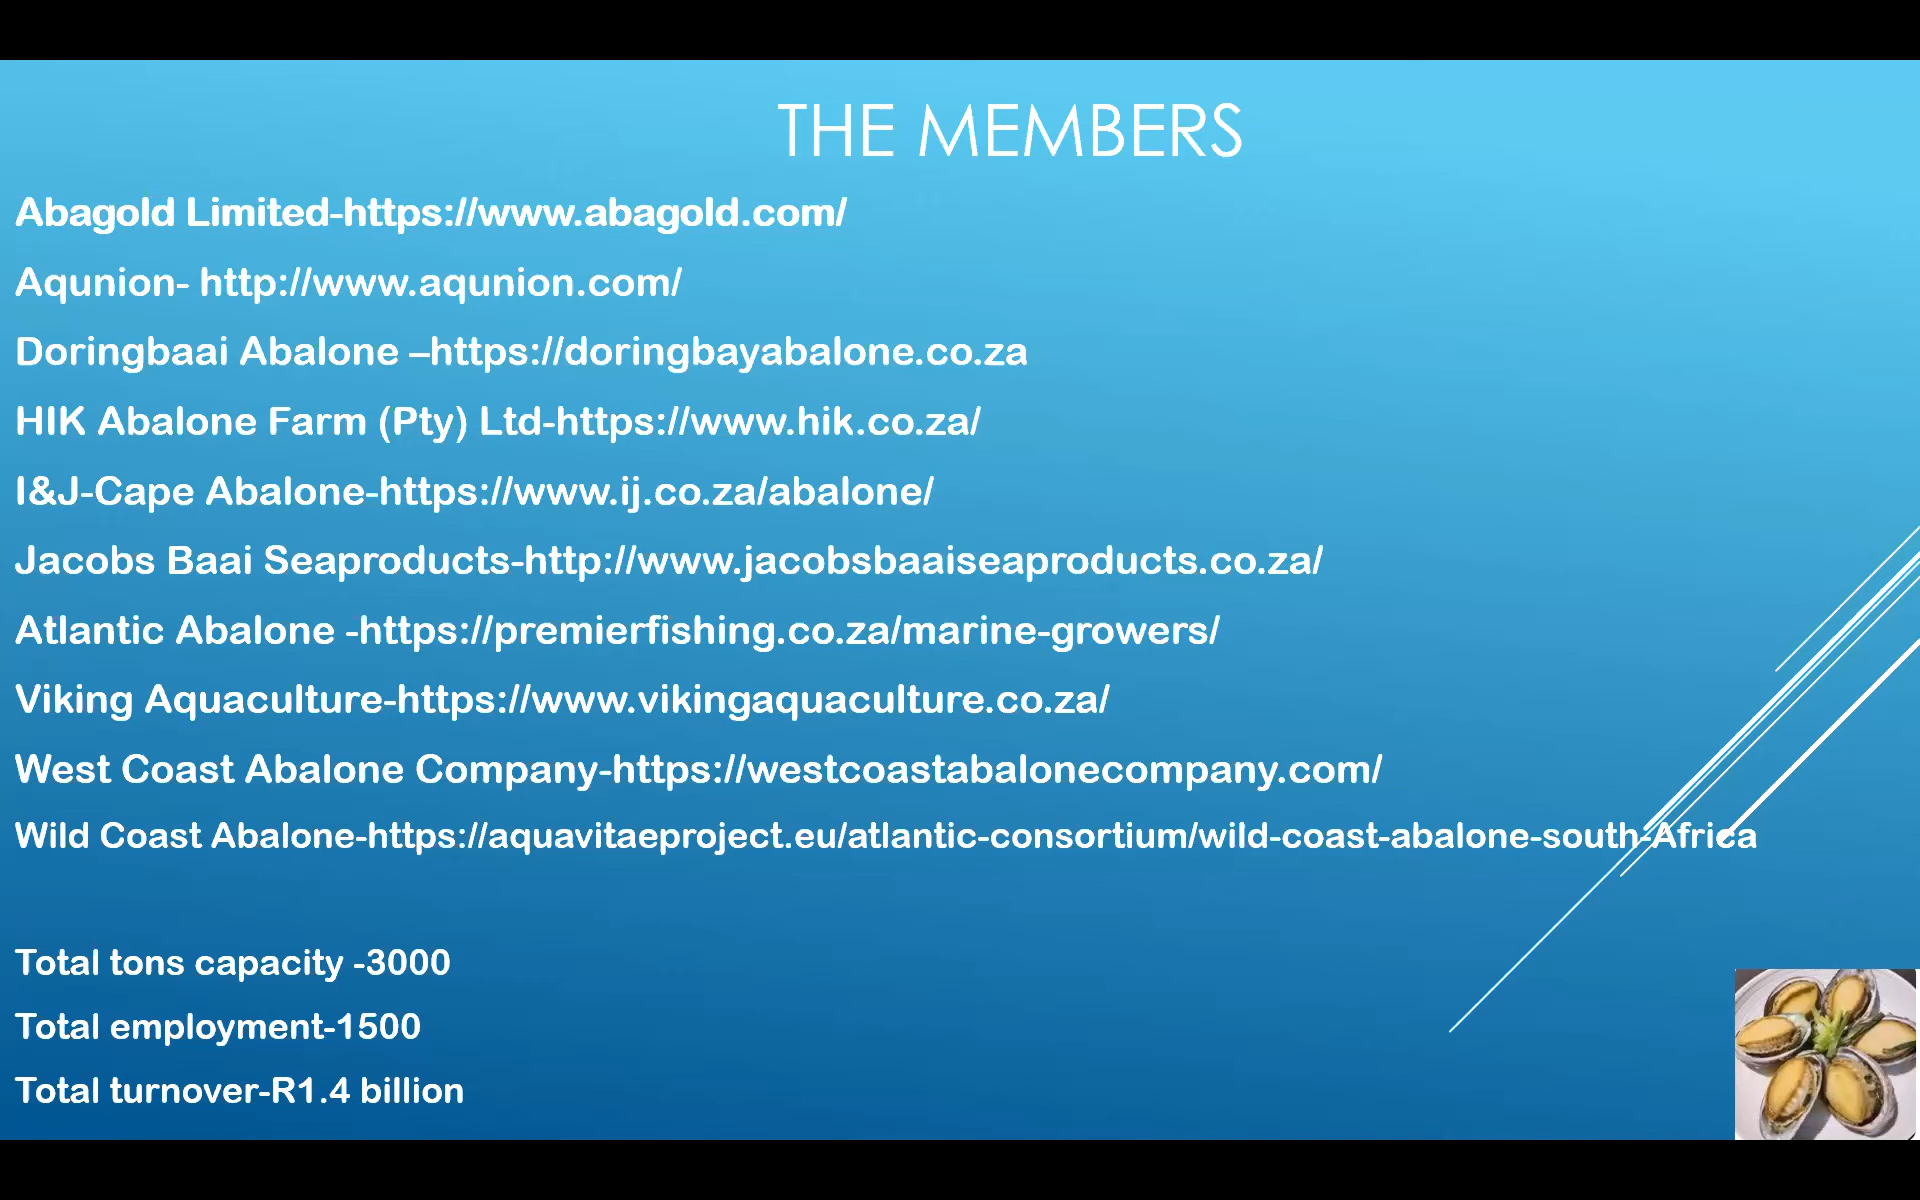 THE MEMBERS
Abagold Limited-https://www.abagold.com/
Aqunion- http://www.aqunion.com/
Doringbaai Abalone –https://doringbayabalone.co.za
HIK Abalone Farm (Pty) Ltd-https://www.hik.co.za/
I&J-Cape Abalone-https://www.ij.co.za/abalone/
Jacobs Baai Seaproducts-http://www.jacobsbaaiseaproducts.co.za/
Atlantic Abalone -https://premierfishing.co.za/marine-growers/
Viking Aquaculture-https://www.vikingaquaculture.co.za/
West Coast Abalone Company-https://westcoastabalonecompany.com/
Wild Coast Abalone-https://aquavitaeproject.eu/atlantic-consortium/wild-coast-abalone-south-Africa
Total tons capacity -3000
Total employment-1500
Total turnover-R1.4 billion